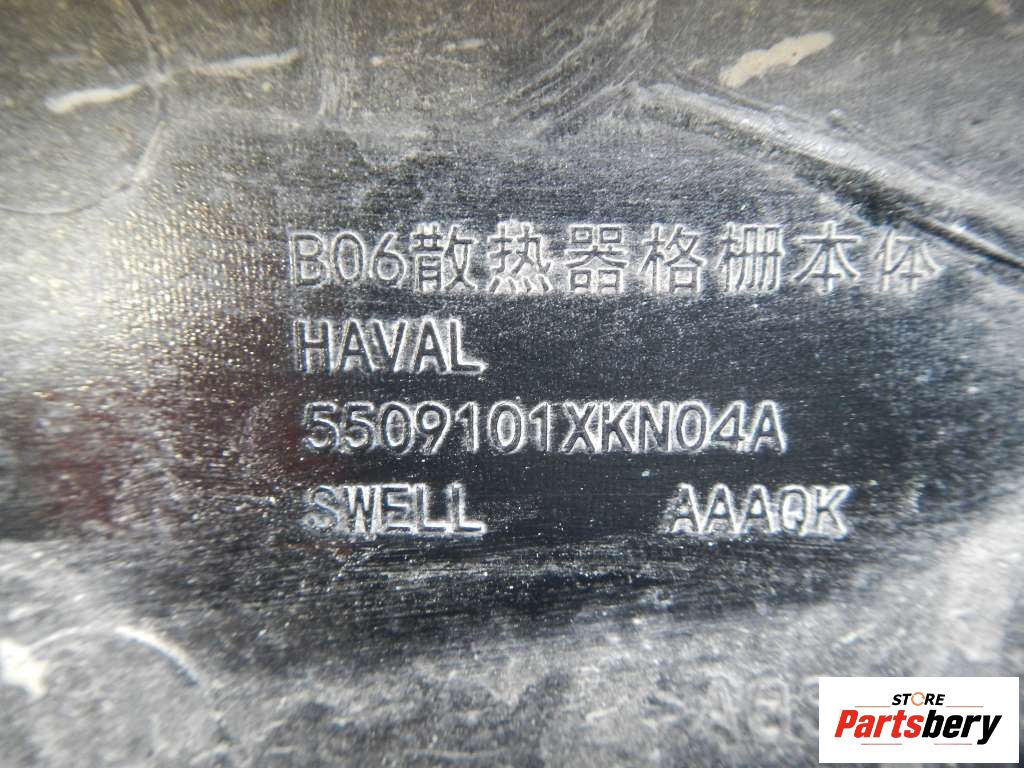 B06散热器格栅本体
HAVAL
5509101XKN04A
SWELL AAAQK
STORE
Partsbery